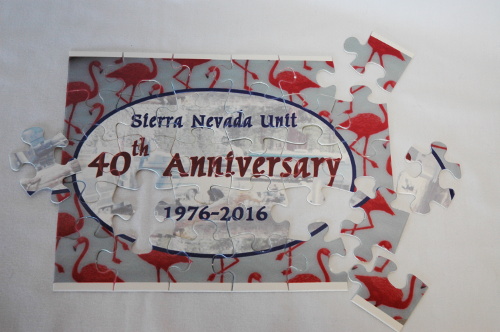 Sierra Nevada Unit
40th Anniversary
1976-2016